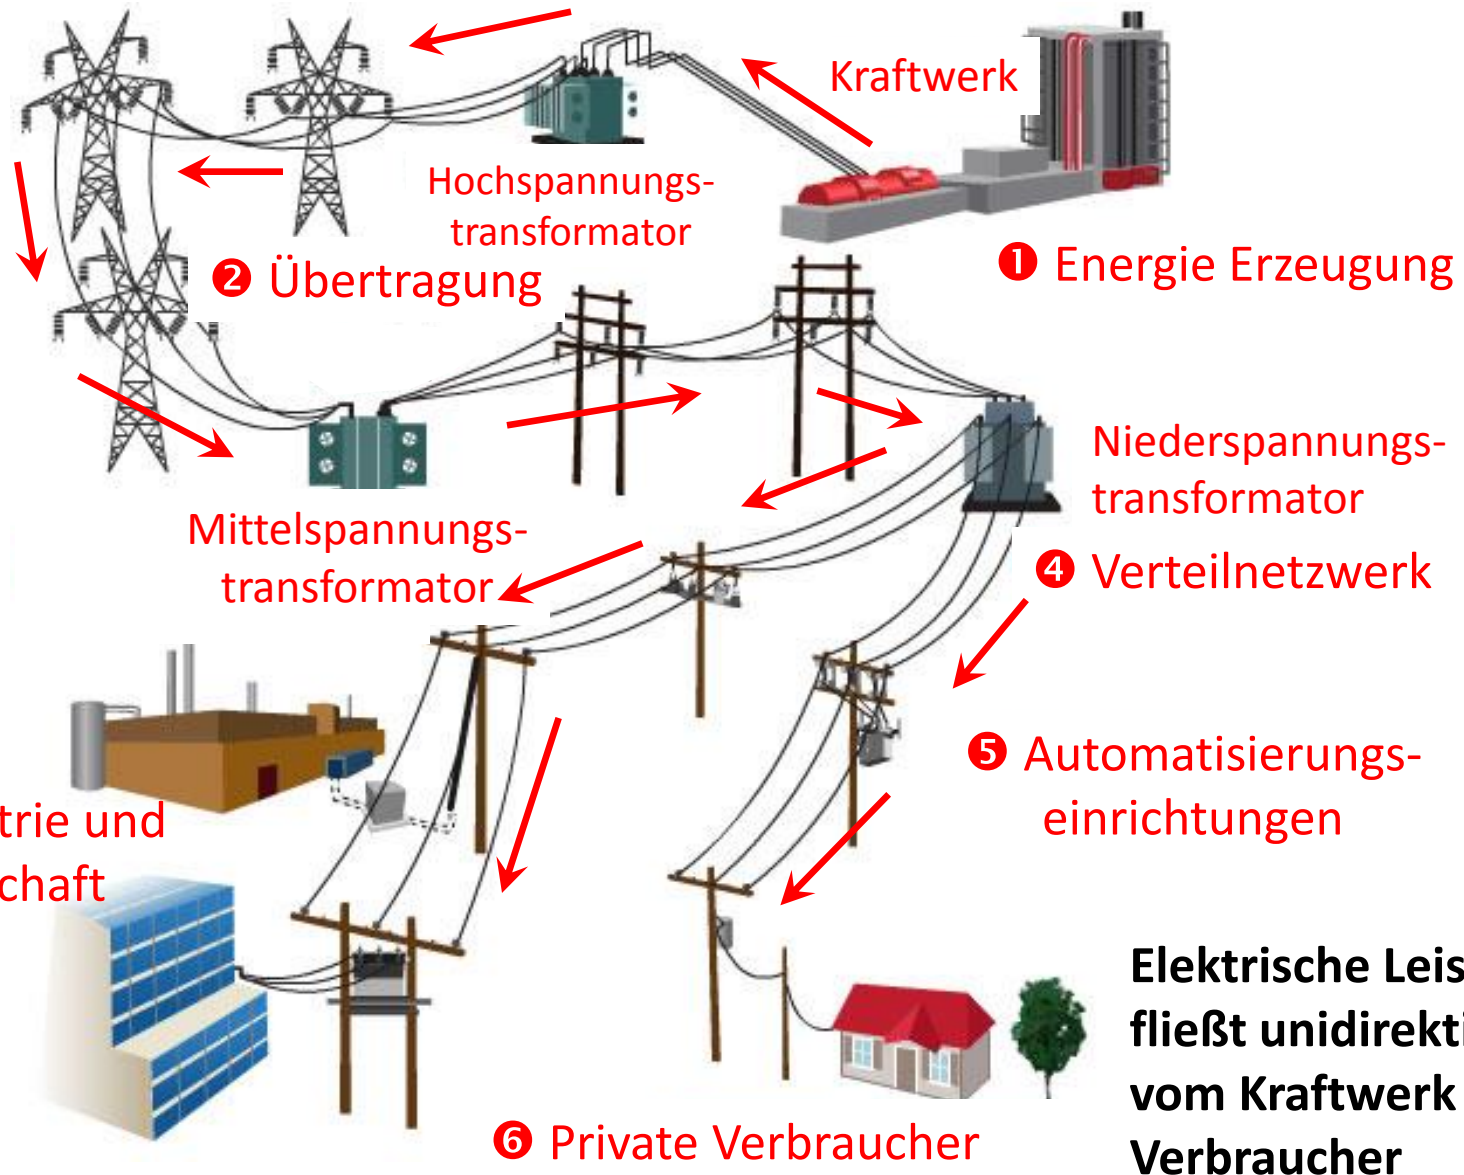 Kraftwerk
Hochspannungs-
transformator
❶ Energie Erzeugung
❷ Übertragung
Niederspannungs-
transformator
Mittelspannungs-
transformator
❹ Verteilnetzwerk
❺ Automatisierungs-
einrichtungen
trie und
chaft
Elektrische Leis
fließt unidirekti
vom Kraftwerk
Verbraucher
❻ Private Verbraucher